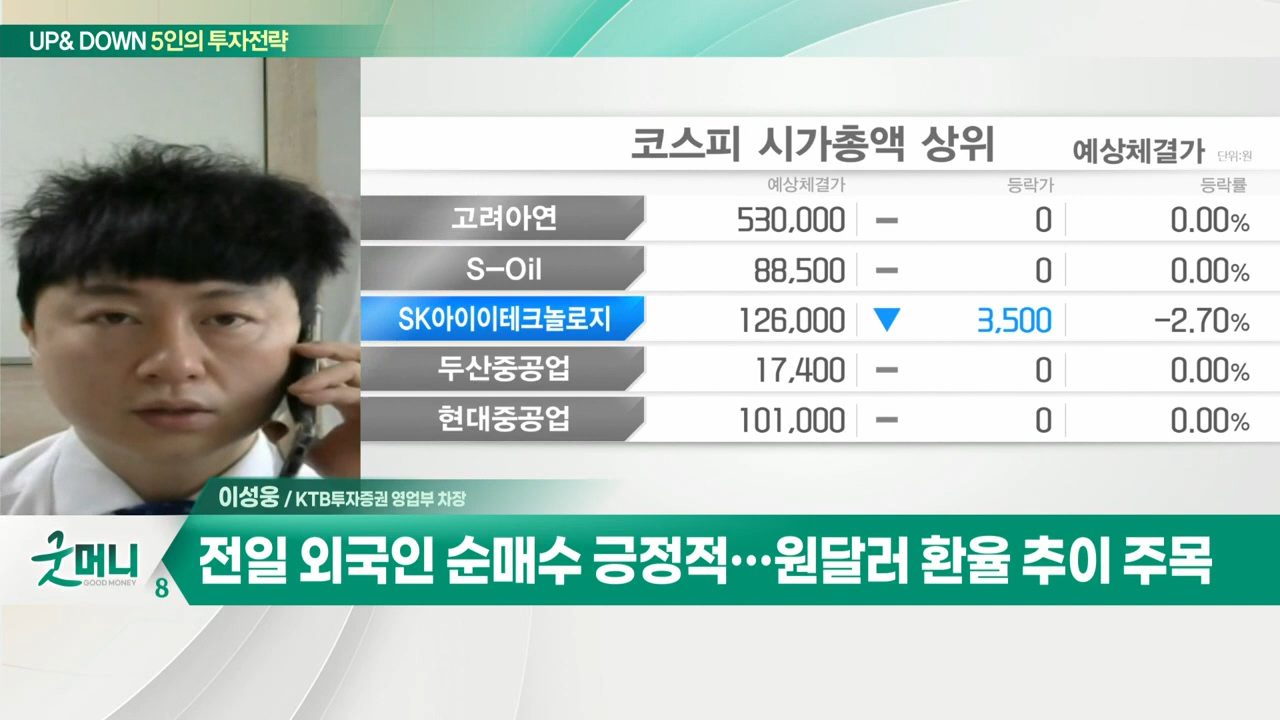 UP& DOWN 5인의 투자전략
코스피 시가총액 상위 예상체결가 단위:원
예상체결가 등락가 등락률
고려아연 530,000 – 0 0.00%
S-Oil 88,500 – 0 0.00%
SK아이이테크놀로지 126,000 ▼ 3,500 -2.70%
두산중공업 17,400 – 0 0.00%
현대중공업 101,000 – 0 0.00%
이성웅 / KTB투자증권 영업부 차장
굿머니
GOOD MONEY
8
전일 외국인 순매수 긍정적…원달러 환율 추이 주목